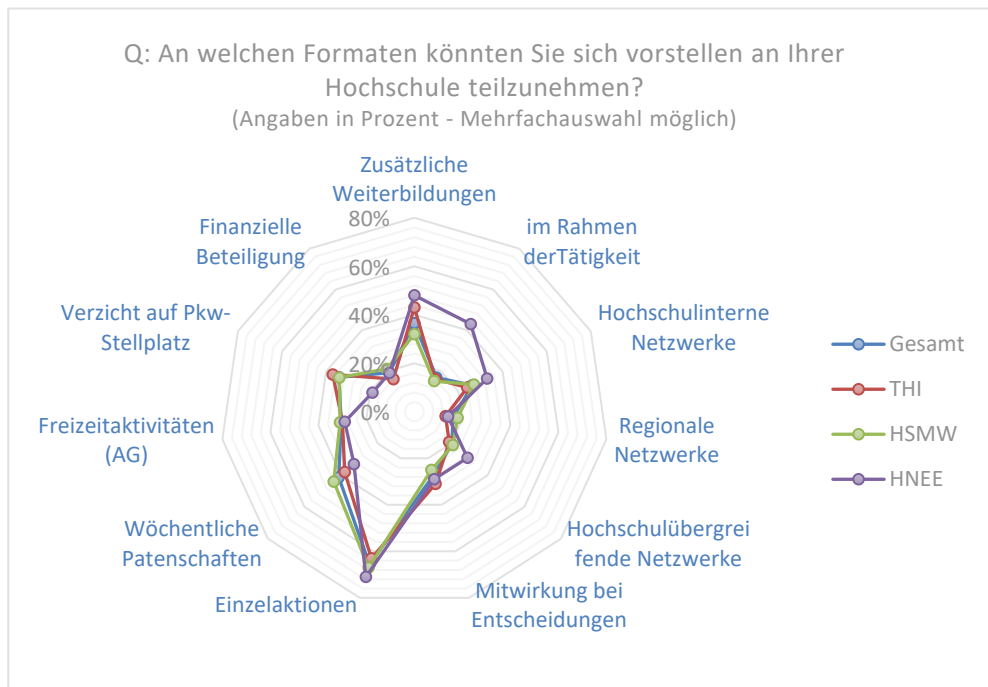 Q: An welchen Formaten könnten Sie sich vorstellen an Ihrer
Hochschule teilzunehmen?
(Angaben in Prozent - Mehrfachauswahl möglich)
Zusätzliche
Weiterbildungen
im Rahmen
derTätigkeit
Hochschulinterne
Netzwerke
Regionale
Netzwerke
Hochschulübergrei
fende Netzwerke
Mitwirkung bei
Entscheidungen
Einzelaktionen
Wöchentliche
Patenschaften
Freizeitaktivitäten
(AG)
Verzicht auf Pkw-
Stellplatz
Finanzielle
Beteiligung
80%
60%
40%
20%
0%
Gesamt
THI
HSMW
HNEE